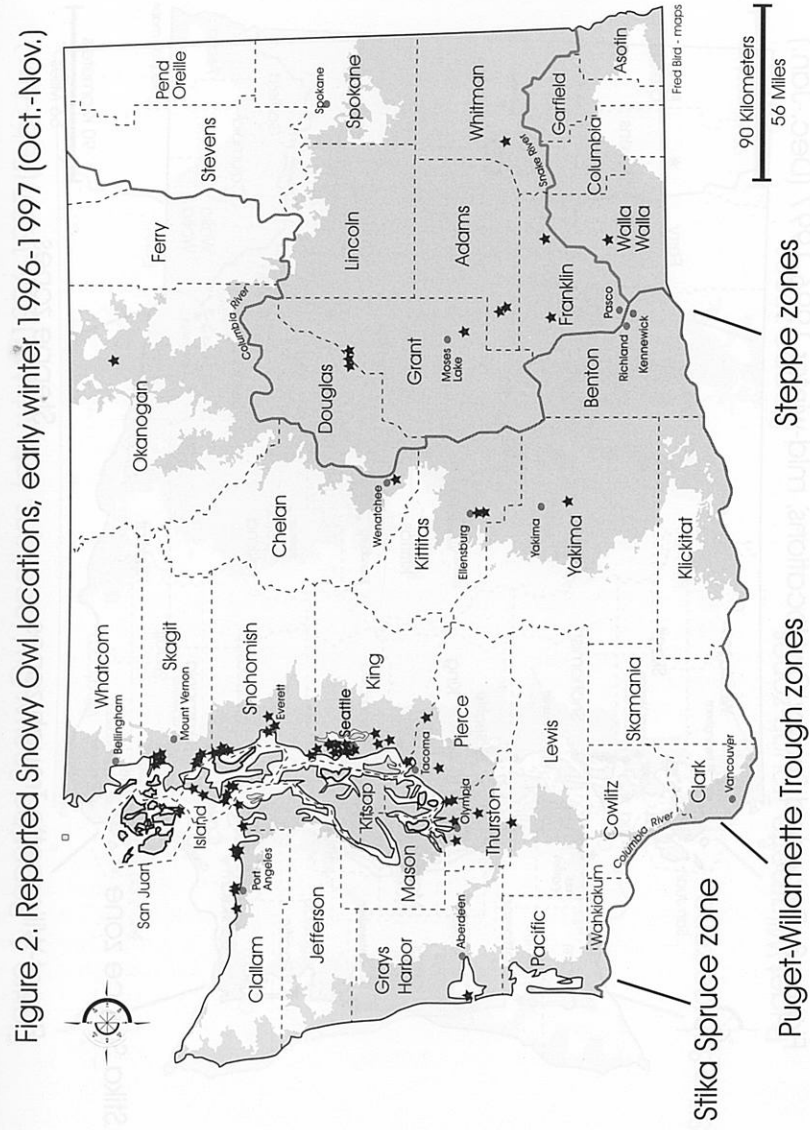 Figure 2. Reported Snowy Owl locations, early winter 1996-1997 (Oct.-Nov.)
San Juan
Whatcom
Bellingham
Skagit
Mount Vernon
Island
Snohomish
Everett
Okanogan
Ferry
Stevens
Pend
Oreille
Columbia River
Clallam
Port
Angeles
Jefferson
Kitsap
Seattle
King
Chelan
Wenatchee
Douglas
Lincoln
Spokane
Spokane
Grays
Harbor
Aberdeen
Mason
Olympia
Tacoma
Pierce
Thurston
Kittitas
Ellensburg
Grant
Moses
Lake
Adams
Whitman
Pacific
Lewis
Yakima
Yakima
Benton
Franklin
Richland
Pasco
Kennewick
Snake River
Walla
Walla
Columbia
Garfield
Asotin
Wahkiakum
Cowlitz
Columbia River
Skamania
Clark
Vancouver
Klickitat
Fred Bird - maps
Stika Spruce zone
Puget-Willamette Trough zones
Steppe zones
90 Kilometers
56 Miles